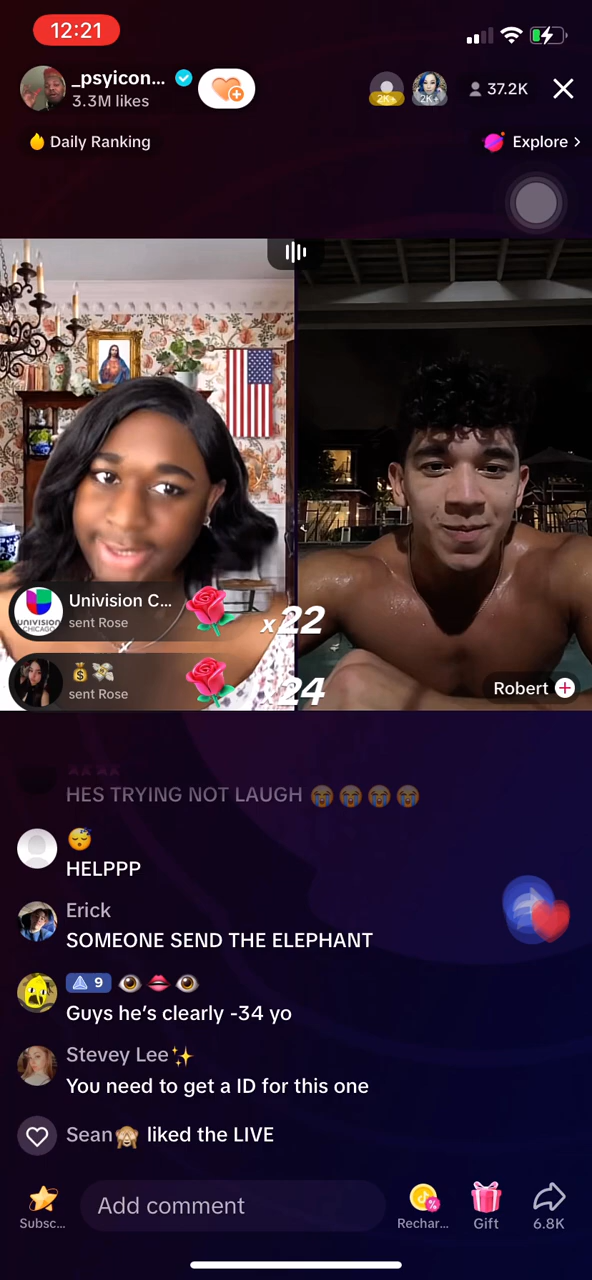 12:21
_psyicon...
3.3M likes
2K+
2K+
37.2K
Daily Ranking
Explore >
Univision C...
sent Rose
x22
UNIVISION
CHICAGO
💰💸
sent Rose
x24
Robert +
HES TRYING NOT LAUGH 😭😭😭😭
😴
HELPPP
Erick
SOMEONE SEND THE ELEPHANT
9 👁️👄👁️
Guys he's clearly -34 yo
Stevey Lee✨
You need to get a ID for this one
Sean🙈 liked the LIVE
Add comment
Subsc...
Rechar...
Gift
6.8K